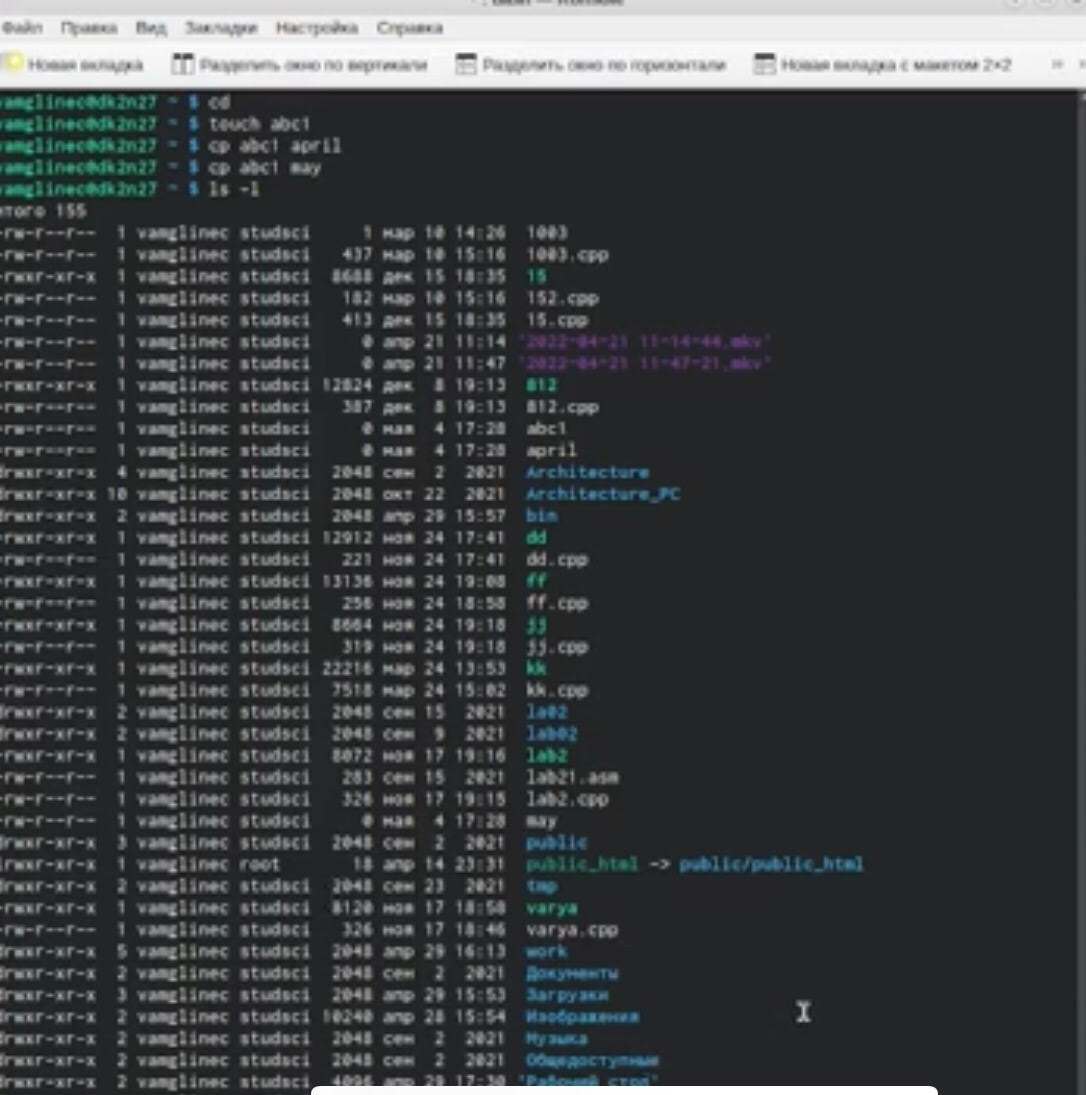 Файл Правка Вид Закладки Настройка Справка
Новая вкладка Разделить окно по вертикали Разделить окно по горизонтали Новая вкладка с макетом 2×2 »
vamglinec@dk2n27 ~ $ cd
vamglinec@dk2n27 ~ $ touch abc1
vamglinec@dk2n27 ~ $ cp abc1 april
vamglinec@dk2n27 ~ $ cp abc1 may
vamglinec@dk2n27 ~ $ ls -l
итого 155
-rw-r--r-- 1 vamglinec studsci 1 мар 10 14:26 1003
-rw-r--r-- 1 vamglinec studsci 437 мар 10 15:16 1003.cpp
-rwxr-xr-x 1 vamglinec studsci 8688 дек 15 18:35 15
-rw-r--r-- 1 vamglinec studsci 182 мар 10 15:16 152.cpp
-rw-r--r-- 1 vamglinec studsci 413 дек 15 18:35 15.cpp
-rw-r--r-- 1 vamglinec studsci 0 апр 21 11:14 '2022-04-21 11-14-44.mkv'
-rw-r--r-- 1 vamglinec studsci 0 апр 21 11:47 '2022-04-21 11-47-21.mkv'
-rwxr-xr-x 1 vamglinec studsci 12824 дек 8 19:13 812
-rw-r--r-- 1 vamglinec studsci 387 дек 8 19:13 812.cpp
-rw-r--r-- 1 vamglinec studsci 0 мая 4 17:28 abc1
-rw-r--r-- 1 vamglinec studsci 0 мая 4 17:28 april
drwxr-xr-x 4 vamglinec studsci 2048 сен 2 2021 Architecture
drwxr-xr-x 10 vamglinec studsci 2048 окт 22 2021 Architecture_PC
drwxr-xr-x 2 vamglinec studsci 2048 апр 29 15:57 bin
-rwxr-xr-x 1 vamglinec studsci 12912 ноя 24 17:41 dd
-rw-r--r-- 1 vamglinec studsci 221 ноя 24 17:41 dd.cpp
-rwxr-xr-x 1 vamglinec studsci 13136 ноя 24 19:08 ff
-rw-r--r-- 1 vamglinec studsci 256 ноя 24 18:58 ff.cpp
-rwxr-xr-x 1 vamglinec studsci 8664 ноя 24 19:18 jj
-rw-r--r-- 1 vamglinec studsci 319 ноя 24 19:18 jj.cpp
-rwxr-xr-x 1 vamglinec studsci 22216 мар 24 13:53 kk
-rw-r--r-- 1 vamglinec studsci 7518 мар 24 15:02 kk.cpp
drwxr-xr-x 2 vamglinec studsci 2048 сен 15 2021 la02
drwxr-xr-x 2 vamglinec studsci 2048 сен 9 2021 lab02
-rwxr-xr-x 1 vamglinec studsci 8072 ноя 17 19:16 lab2
-rw-r--r-- 1 vamglinec studsci 283 сен 15 2021 lab21.asm
-rw-r--r-- 1 vamglinec studsci 326 ноя 17 19:15 lab2.cpp
-rw-r--r-- 1 vamglinec studsci 0 мая 4 17:28 may
drwxr-xr-x 3 vamglinec studsci 2048 сен 2 2021 public
lrwxr-xr-x 1 vamglinec root 18 апр 14 23:31 public_html -> public/public_html
drwxr-xr-x 2 vamglinec studsci 2048 сен 23 2021 tmp
-rwxr-xr-x 1 vamglinec studsci 8120 ноя 17 18:58 varya
-rw-r--r-- 1 vamglinec studsci 326 ноя 17 18:46 varya.cpp
drwxr-xr-x 5 vamglinec studsci 2048 апр 29 16:13 work
drwxr-xr-x 2 vamglinec studsci 2048 сен 2 2021 Документы
drwxr-xr-x 3 vamglinec studsci 2048 апр 29 15:53 Загрузки
drwxr-xr-x 2 vamglinec studsci 10240 апр 28 15:54 Изображения
drwxr-xr-x 2 vamglinec studsci 2048 сен 2 2021 Музыка
drwxr-xr-x 2 vamglinec studsci 2048 сен 2 2021 Общедоступные
drwxr-xr-x 2 vamglinec studsci 4096 апр 29 17:30 'Рабочий стол'